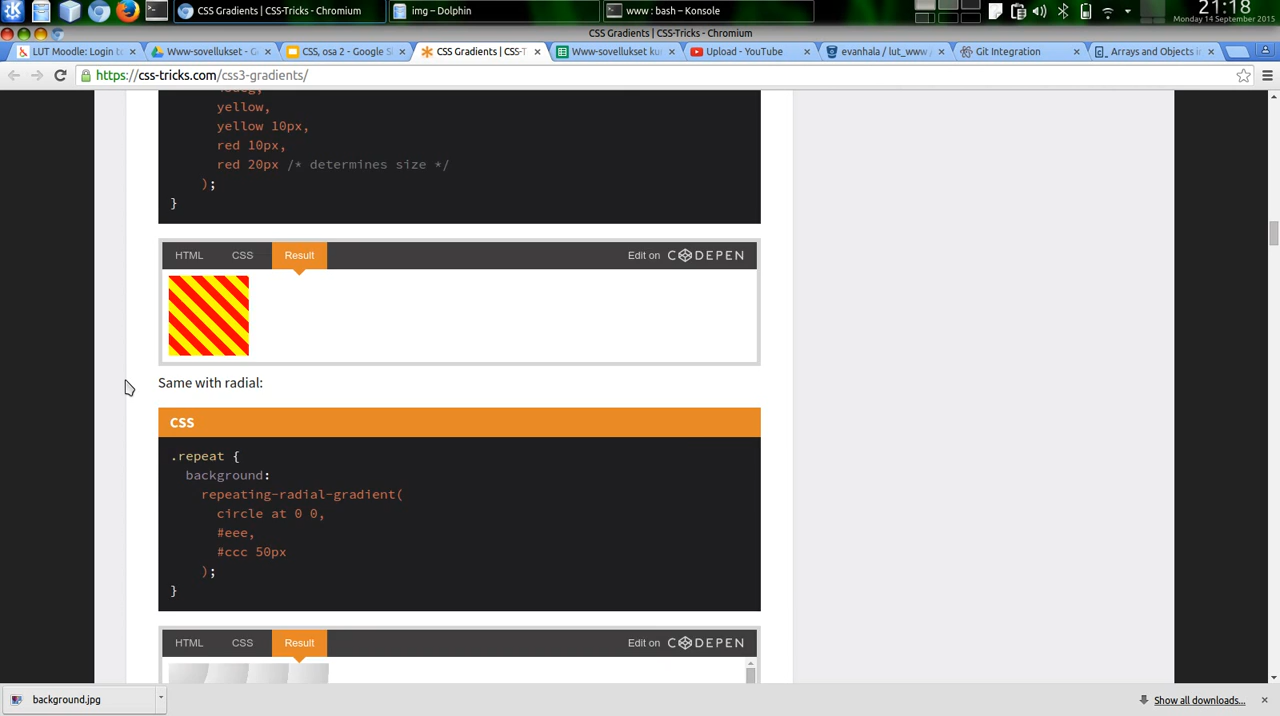 CSS Gradients | CSS-Tricks - Chromium
img – Dolphin
www : bash – Konsole
21:18
Monday 14 September 2015
CSS Gradients | CSS-Tricks - Chromium
LUT Moodle: Login to
Www-sovellukset - G
CSS, osa 2 - Google S
CSS Gradients | CSS-T
Www-sovellukset ku
Upload - YouTube
evanhala / lut_www
Git Integration
Arrays and Objects in
https://css-tricks.com/css3-gradients/
yellow,
yellow 10px,
red 10px,
red 20px /* determines size */
);
}
HTML CSS Result Edit on CODEPEN
Same with radial:
CSS
.repeat {
background:
repeating-radial-gradient(
circle at 0 0,
#eee,
#ccc 50px
);
}
HTML CSS Result Edit on CODEPEN
background.jpg
Show all downloads...